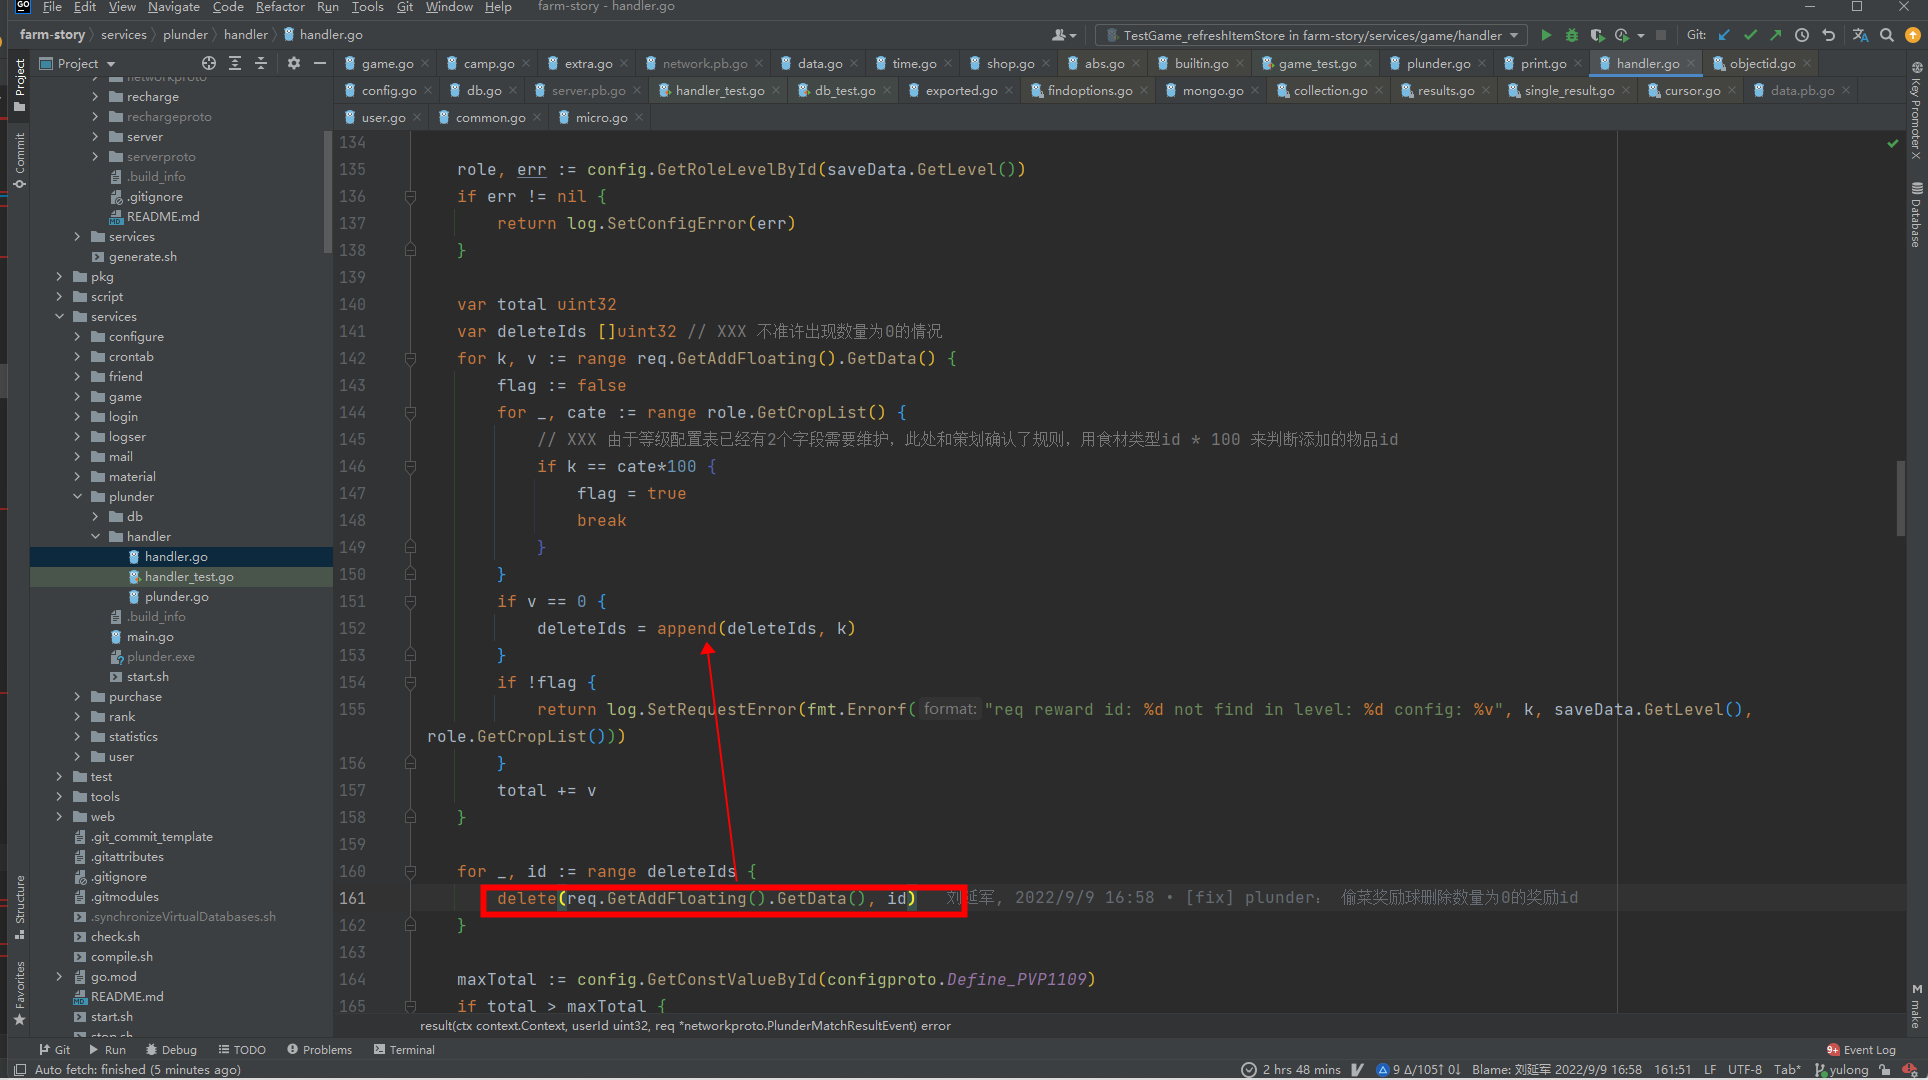 File Edit View Navigate Code Refactor Run Tools Git Window Help farm-story - handler.go
farm-story services plunder handler handler.go
TestGame_refreshItemStore in farm-story/services/game/handler
Git:
Project
game.go camp.go extra.go network.pb.go data.go time.go shop.go abs.go builtin.go game_test.go plunder.go print.go handler.go objectid.go
config.go db.go server.pb.go handler_test.go db_test.go exported.go findoptions.go mongo.go collection.go results.go single_result.go cursor.go data.pb.go
user.go common.go micro.go
Project
Commit
Structure
Favorites
networkproto
recharge
rechargeproto
server
serverproto
.build_info
.gitignore
README.md
services
generate.sh
pkg
script
services
configure
crontab
friend
game
login
logser
mail
material
plunder
db
handler
handler.go
handler_test.go
plunder.go
.build_info
main.go
plunder.exe
start.sh
purchase
rank
statistics
user
test
tools
web
.git_commit_template
.gitattributes
.gitignore
.gitmodules
.synchronizeVirtualDatabases.sh
check.sh
compile.sh
go.mod
README.md
start.sh
stop.sh
134
135 role, err := config.GetRoleLevelById(saveData.GetLevel())
136 if err != nil {
137 return log.SetConfigError(err)
138 }
139
140 var total uint32
141 var deleteIds []uint32 // XXX 不准许出现数量为0的情况
142 for k, v := range req.GetAddFloating().GetData() {
143 flag := false
144 for _, cate := range role.GetCropList() {
145 // XXX 由于等级配置表已经有2个字段需要维护，此处和策划确认了规则，用食材类型id * 100 来判断添加的物品id
146 if k == cate*100 {
147 flag = true
148 break
149 }
150 }
151 if v == 0 {
152 deleteIds = append(deleteIds, k)
153 }
154 if !flag {
155 return log.SetRequestError(fmt.Errorf( format: "req reward id: %d not find in level: %d config: %v", k, saveData.GetLevel(),
role.GetCropList()))
156 }
157 total += v
158 }
159
160 for _, id := range deleteIds {
161 delete(req.GetAddFloating().GetData(), id) 刘延军, 2022/9/9 16:58 • [fix] plunder: 偷菜奖励球删除数量为0的奖励id
162 }
163
164 maxTotal := config.GetConstValueById(configproto.Define_PVP1109)
165 if total > maxTotal {
result(ctx context.Context, userId uint32, req *networkproto.PlunderMatchResultEvent) error
Key Promoter X
Database
make
Git Run Debug TODO Problems Terminal
9+ Event Log
Auto fetch: finished (5 minutes ago)
2 hrs 48 mins 9 ∆/105↑ 0↓ Blame: 刘延军 2022/9/9 16:58 161:51 LF UTF-8 Tab* yulong